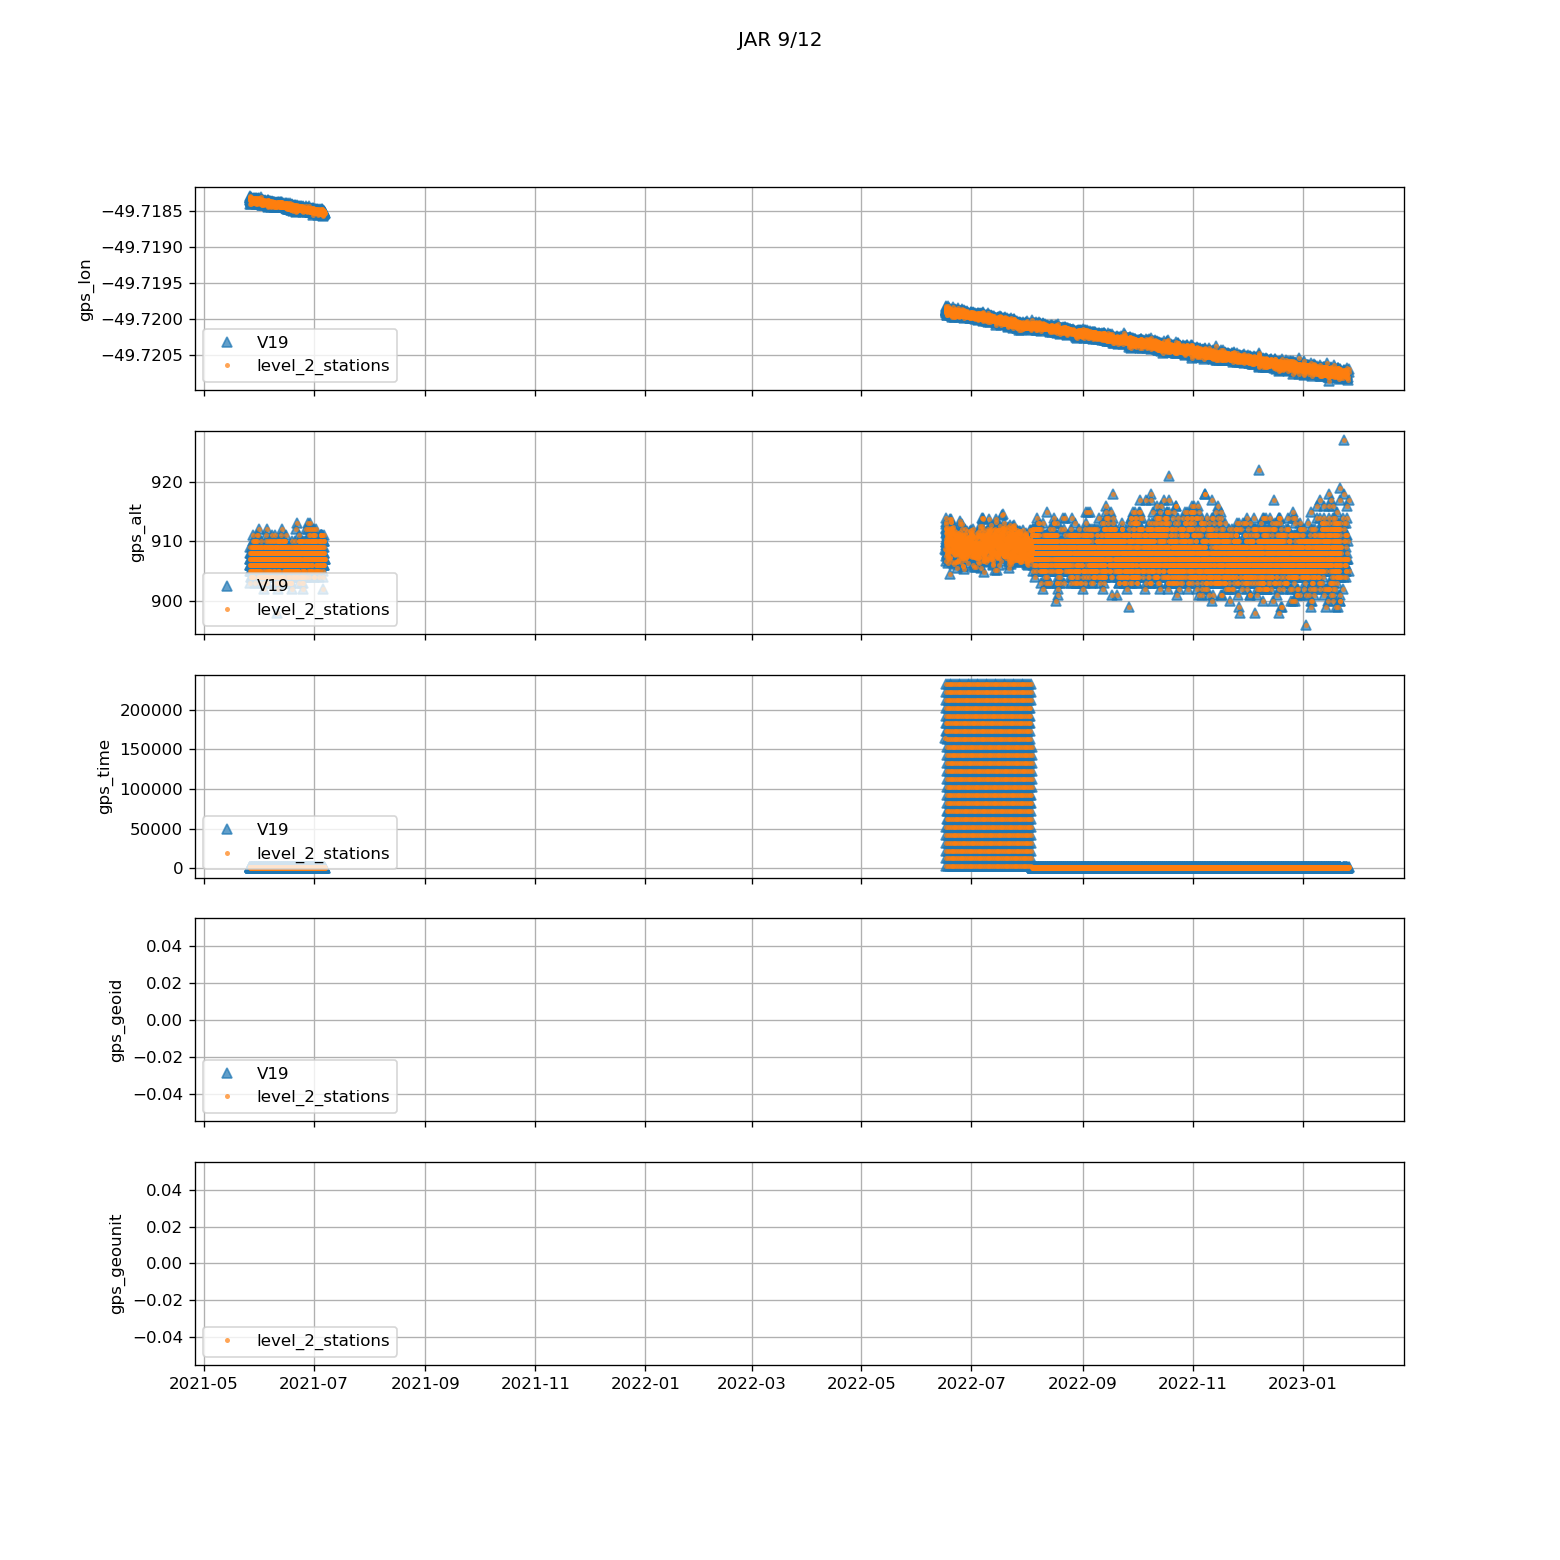 JAR 9/12
−49.7185
−49.7190
−49.7195
−49.7200
−49.7205
gps_lon
V19
level_2_stations
920
910
900
gps_alt
V19
level_2_stations
200000
150000
100000
50000
0
gps_time
V19
level_2_stations
0.04
0.02
0.00
−0.02
−0.04
gps_geoid
V19
level_2_stations
0.04
0.02
0.00
−0.02
−0.04
gps_geounit
level_2_stations
2021-05 2021-07 2021-09 2021-11 2022-01 2022-03 2022-05 2022-07 2022-09 2022-11 2023-01